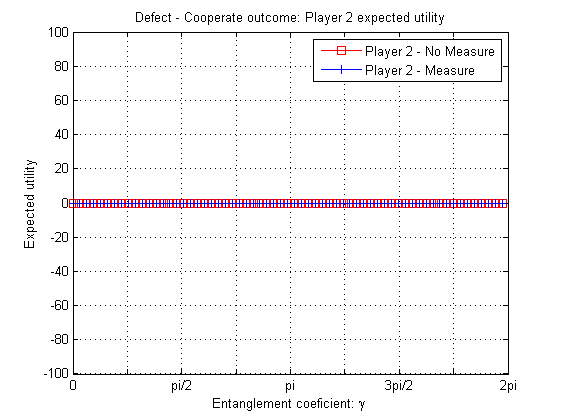 Defect - Cooperate outcome: Player 2 expected utility
100
80
60
40
20
0
-20
-40
-60
-80
-100
Expected utility
Player 2 - No Measure
Player 2 - Measure
0
pi/2
pi
3pi/2
2pi
Entanglement coeficient: γ